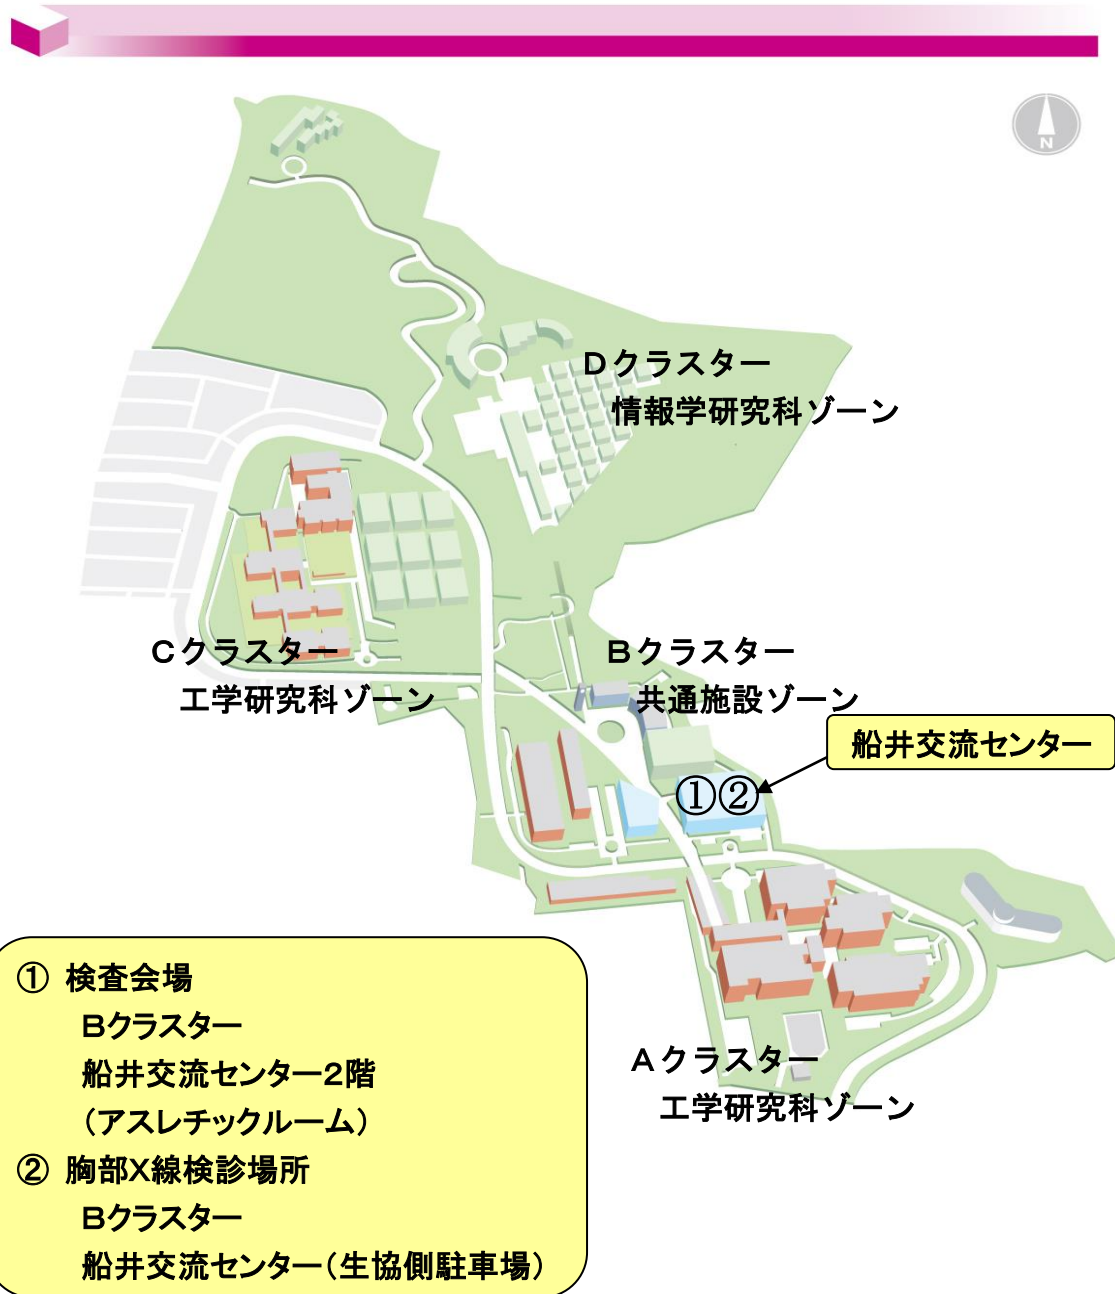 N
Dクラスター
情報学研究科ゾーン
Cクラスター
工学研究科ゾーン
Bクラスター
共通施設ゾーン
船井交流センター
①②
① 検査会場
Bクラスター
船井交流センター2階
(アスレチックルーム)
② 胸部X線検診場所
Bクラスター
船井交流センター(生協側駐車場)
Aクラスター
工学研究科ゾーン